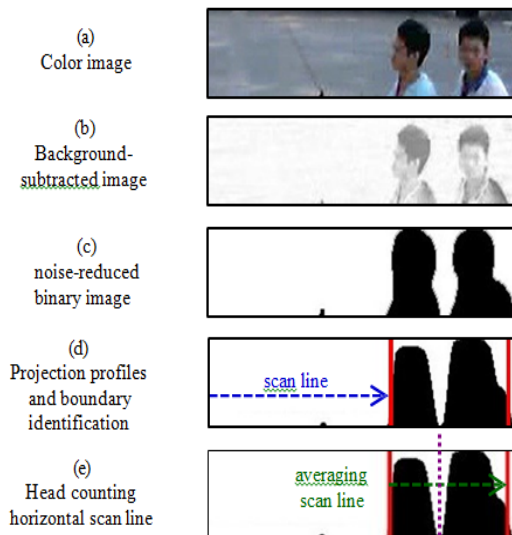 (a)
Color image
(b)
Background-
subtracted image
(c)
noise-reduced
binary image
(d)
Projection profiles
and boundary
identification
scan line
(e)
Head counting
horizontal scan line
averaging
scan line